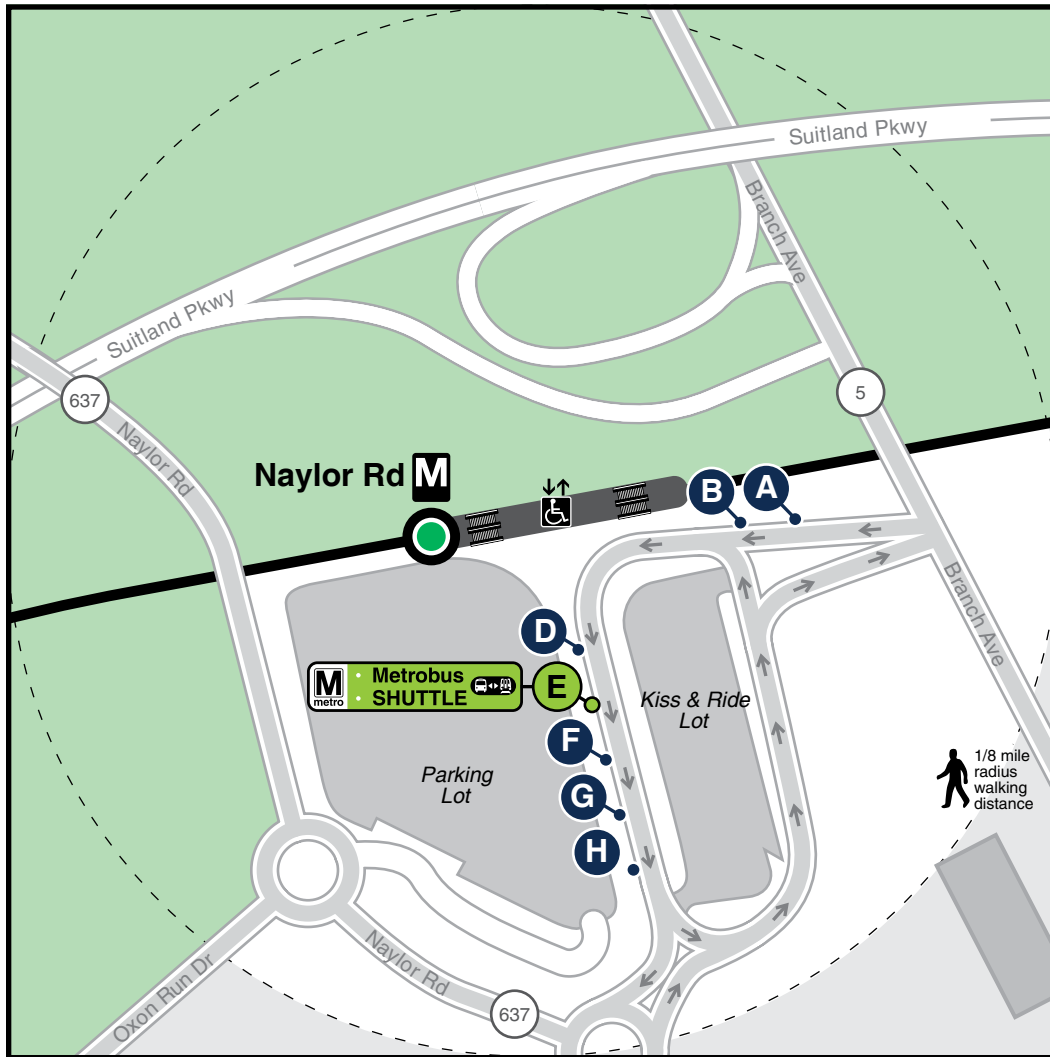 Suitland Pkwy
Branch Ave
Suitland Pkwy
637
5
Naylor Rd
Naylor Rd M
B
A
Branch Ave
D
M
metro
• Metrobus
• SHUTTLE
E
Kiss & Ride
Lot
F
1/8 mile
radius
walking
distance
Parking
Lot
G
H
Naylor Rd
Oxon Run Dr
637